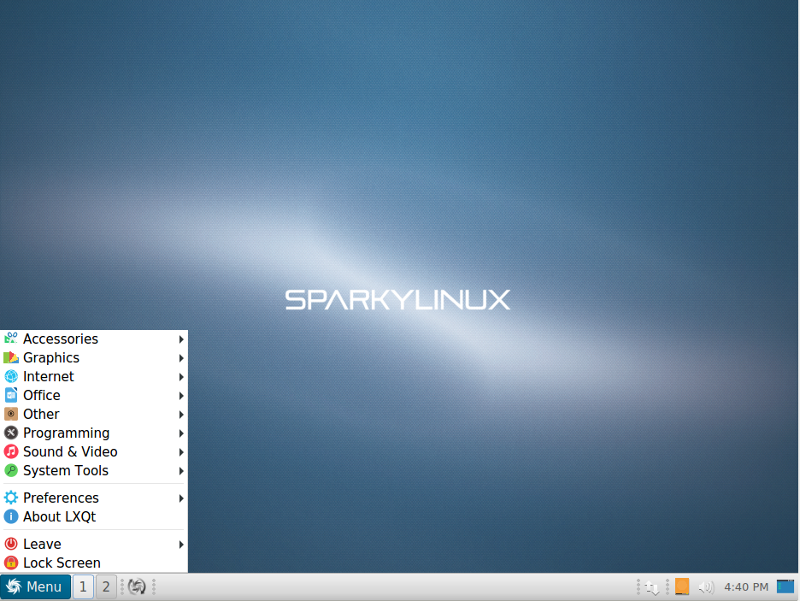 SPARKYLINUX
Accessories
Graphics
Internet
Office
Other
Programming
Sound & Video
System Tools
Preferences
About LXQt
Leave
Lock Screen
Menu 1 2 4:40 PM